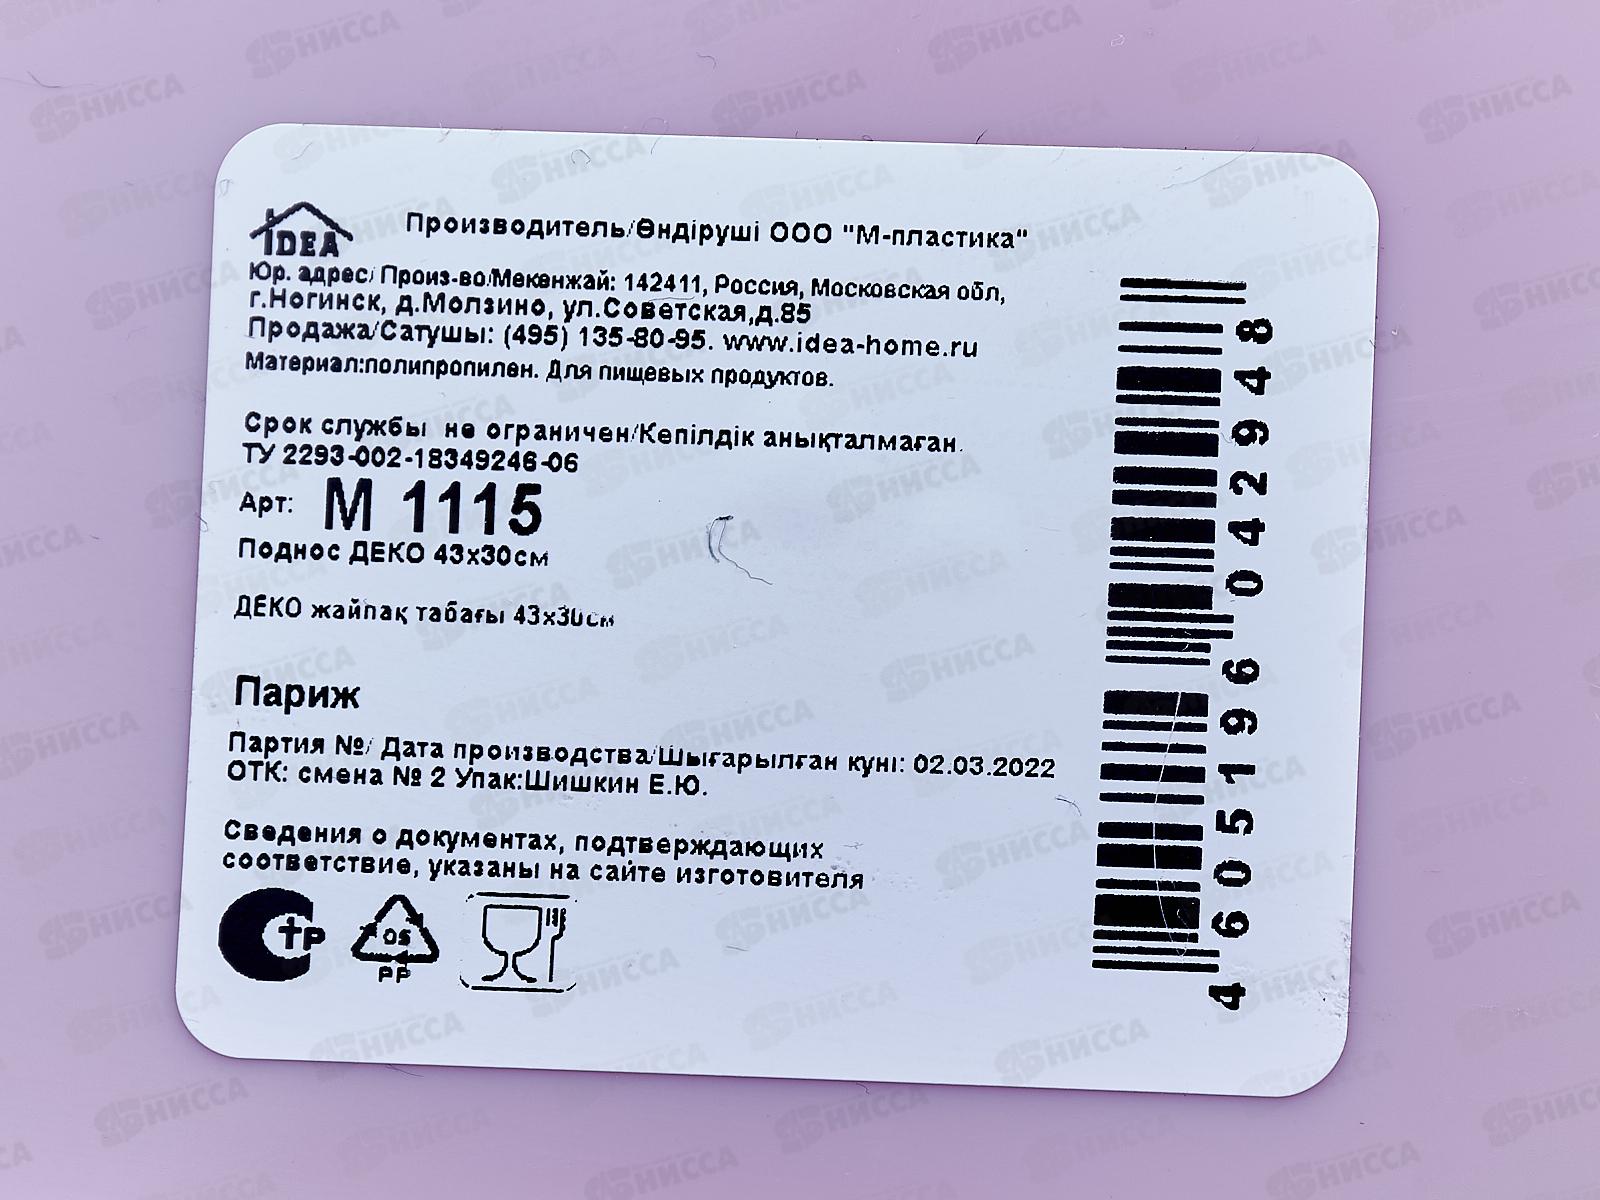 IDEA
Производитель/Өндіруші ООО "М-пластика"
Юр. адрес/ Произ-во/Мекенжай: 142411, Россия, Московская обл,
г.Ногинск, д.Молзино, ул.Советская,д.85
Продажа/Сатушы: (495) 135-80-95. www.idea-home.ru
Материал:полипропилен. Для пищевых продуктов.
Срок службы не ограничен/Кепілдік анықталмаған.
ТУ 2293-002-18349246-06
Арт: М 1115
Поднос ДЕКО 43х30см
ДЕКО жайпақ табағы 43х30см
Париж
Партия №/ Дата производства/Шығарылған күні: 02.03.2022
ОТК: смена № 2 Упак:Шишкин Е.Ю.
Сведения о документах, подтверждающих
соответствие, указаны на сайте изготовителя
СТР
05
PP
4605196042948
НИССА